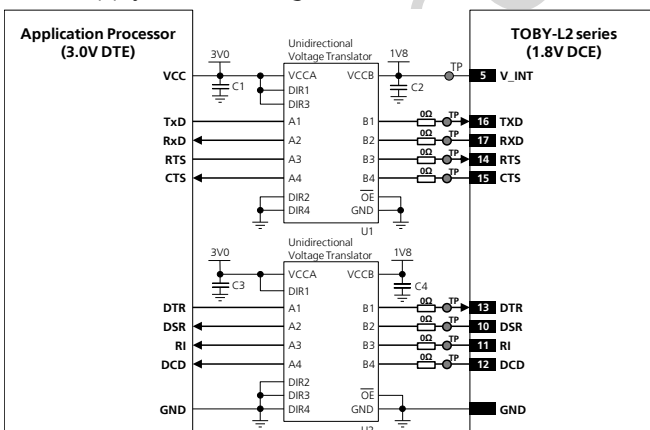 Application Processor
(3.0V DTE)
TOBY-L2 series
(1.8V DCE)
Unidirectional
Voltage Translator
3V0
1V8
TP
VCC
C1
VCCA
VCCB
C2
5 V_INT
DIR1
DIR3
TxD
A1
B1
0Ω TP
16 TXD
RxD
A2
B2
0Ω TP
17 RXD
RTS
A3
B3
0Ω TP
14 RTS
CTS
A4
B4
0Ω TP
15 CTS
DIR2
OE
DIR4
GND
U1
Unidirectional
Voltage Translator
3V0
1V8
VCCA
VCCB
C3
DIR1
C4
DTR
A1
B1
0Ω TP
13 DTR
DSR
A2
B2
0Ω TP
10 DSR
RI
A3
B3
0Ω TP
11 RI
DCD
A4
B4
0Ω TP
12 DCD
DIR2
DIR3
OE
GND
DIR4
GND
GND
U2